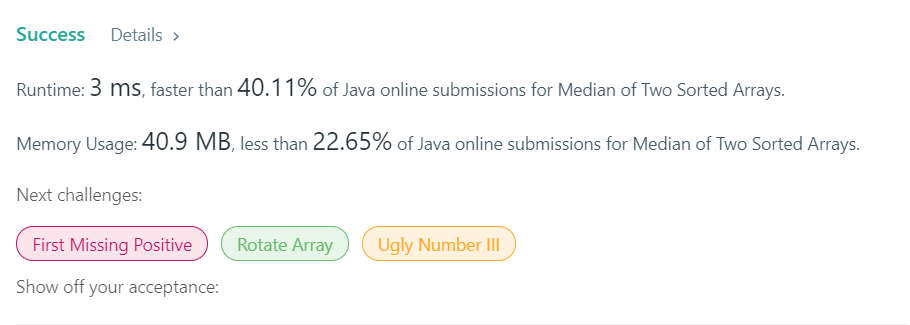 Success Details >
Runtime: 3 ms, faster than 40.11% of Java online submissions for Median of Two Sorted Arrays.
Memory Usage: 40.9 MB, less than 22.65% of Java online submissions for Median of Two Sorted Arrays.
Next challenges:
First Missing Positive Rotate Array Ugly Number III
Show off your acceptance: